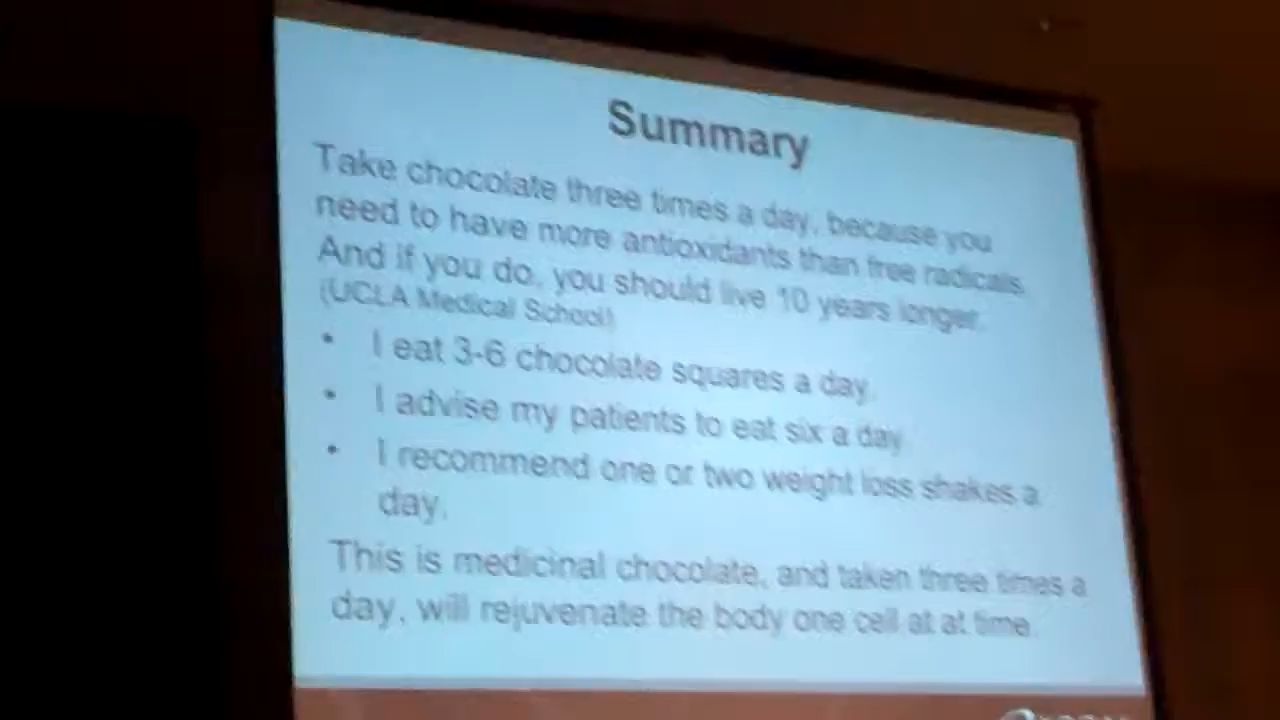 Summary
Take chocolate three times a day, because you
need to have more antioxidants than free radicals.
And if you do, you should live 10 years longer.
(UCLA Medical School)
• I eat 3-6 chocolate squares a day.
• I advise my patients to eat six a day.
• I recommend one or two weight loss shakes a
day.
This is medicinal chocolate, and taken three times a
day, will rejuvenate the body one cell at at time.